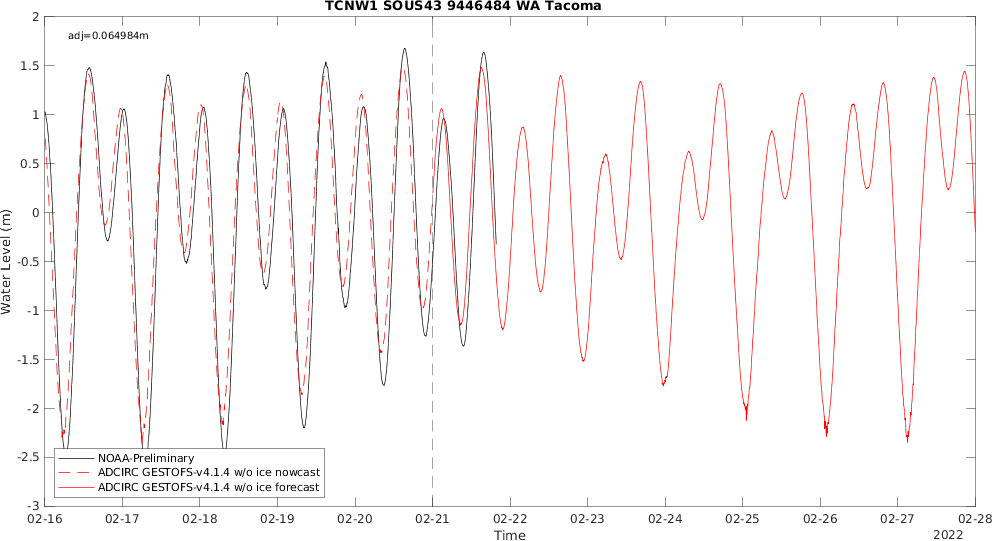 TCNW1 SOUS43 9446484 WA Tacoma
adj=0.064984m
2
1.5
1
0.5
0
-0.5
-1
-1.5
-2
-2.5
-3
Water Level (m)
NOAA-Preliminary
ADCIRC GESTOFS-v4.1.4 w/o ice nowcast
ADCIRC GESTOFS-v4.1.4 w/o ice forecast
02-16 02-17 02-18 02-19 02-20 02-21 02-22 02-23 02-24 02-25 02-26 02-27 02-28
Time
2022